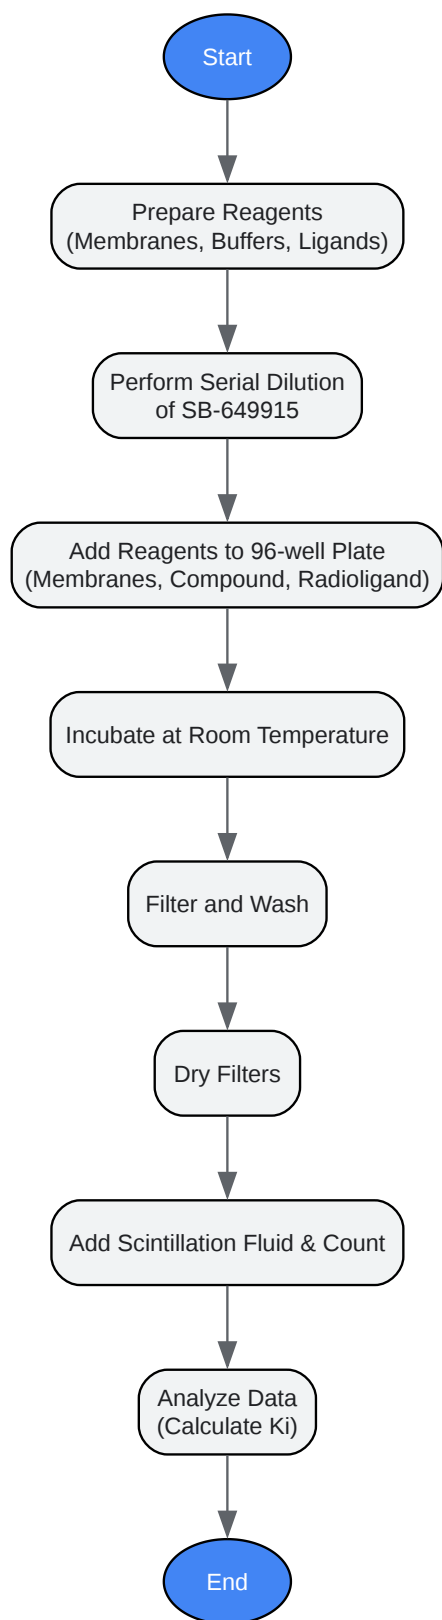 Start
Prepare Reagents
(Membranes, Buffers, Ligands)
Perform Serial Dilution
of SB-649915
Add Reagents to 96-well Plate
(Membranes, Compound, Radioligand)
Incubate at Room Temperature
Filter and Wash
Dry Filters
Add Scintillation Fluid & Count
Analyze Data
(Calculate Ki)
End